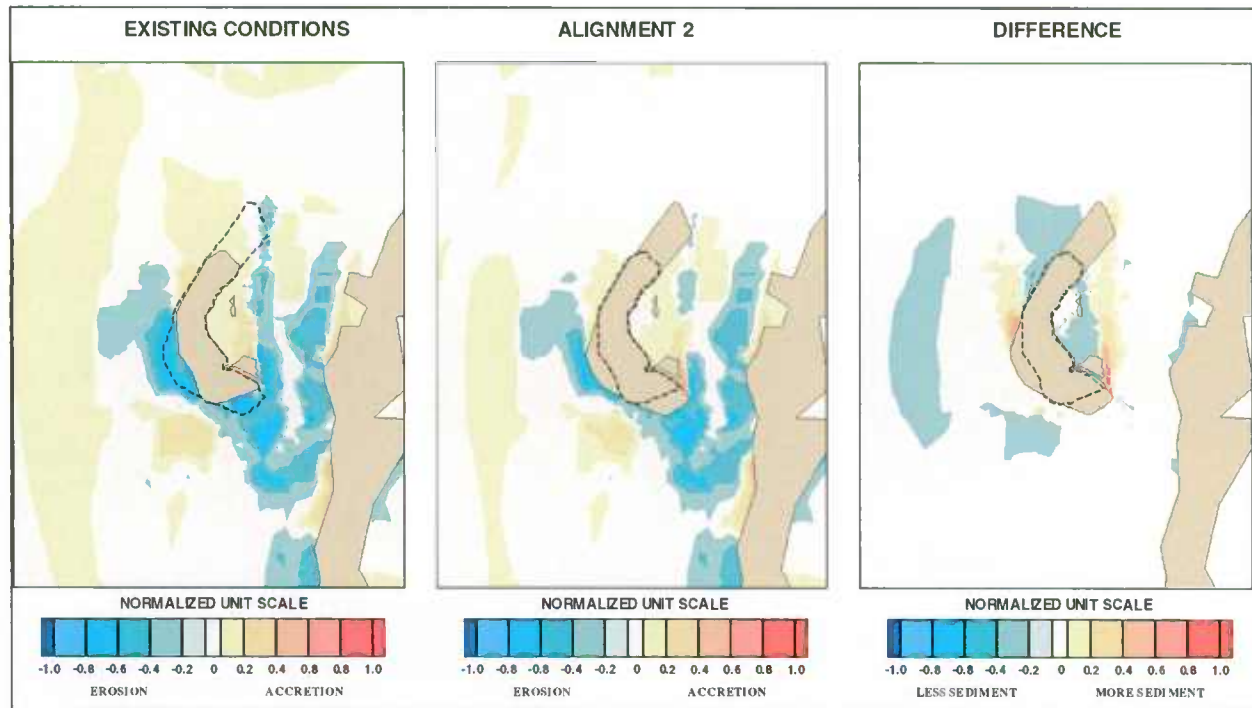 EXISTING CONDITIONS
ALIGNMENT 2
DIFFERENCE
NORMALIZED UNIT SCALE
-1.0 -0.8 -0.6 -0.4 -0.2 0 0.2 0.4 0.6 0.8 1.0
EROSION ACCRETION
NORMALIZED UNIT SCALE
-1.0 -0.8 -0.6 -0.4 -0.2 0 0.2 0.4 0.6 0.8 1.0
EROSION ACCRETION
NORMALIZED UNIT SCALE
-1.0 -0.8 -0.6 -0.4 -0.2 0 0.2 0.4 0.6 0.8 1.0
LESS SEDIMENT MORE SEDIMENT